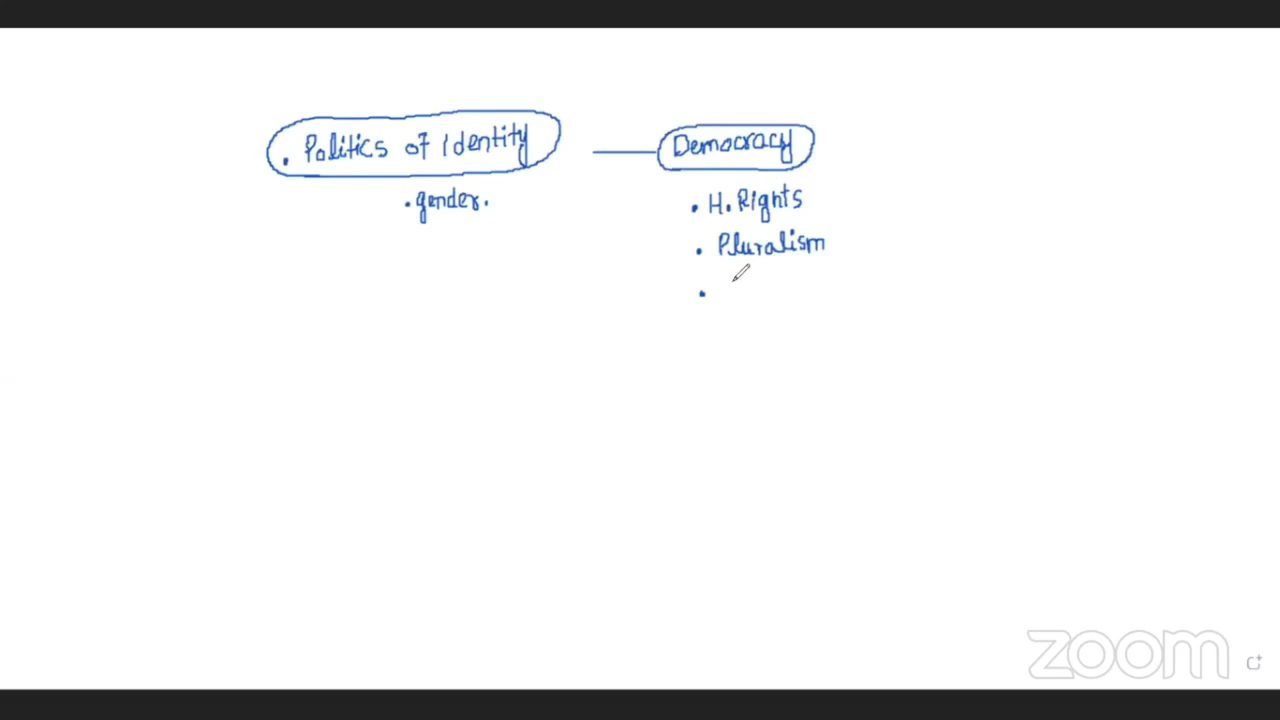 . Politics of Identity — Democracy
. gender.
. H. Rights
. Pluralism
.
zoom